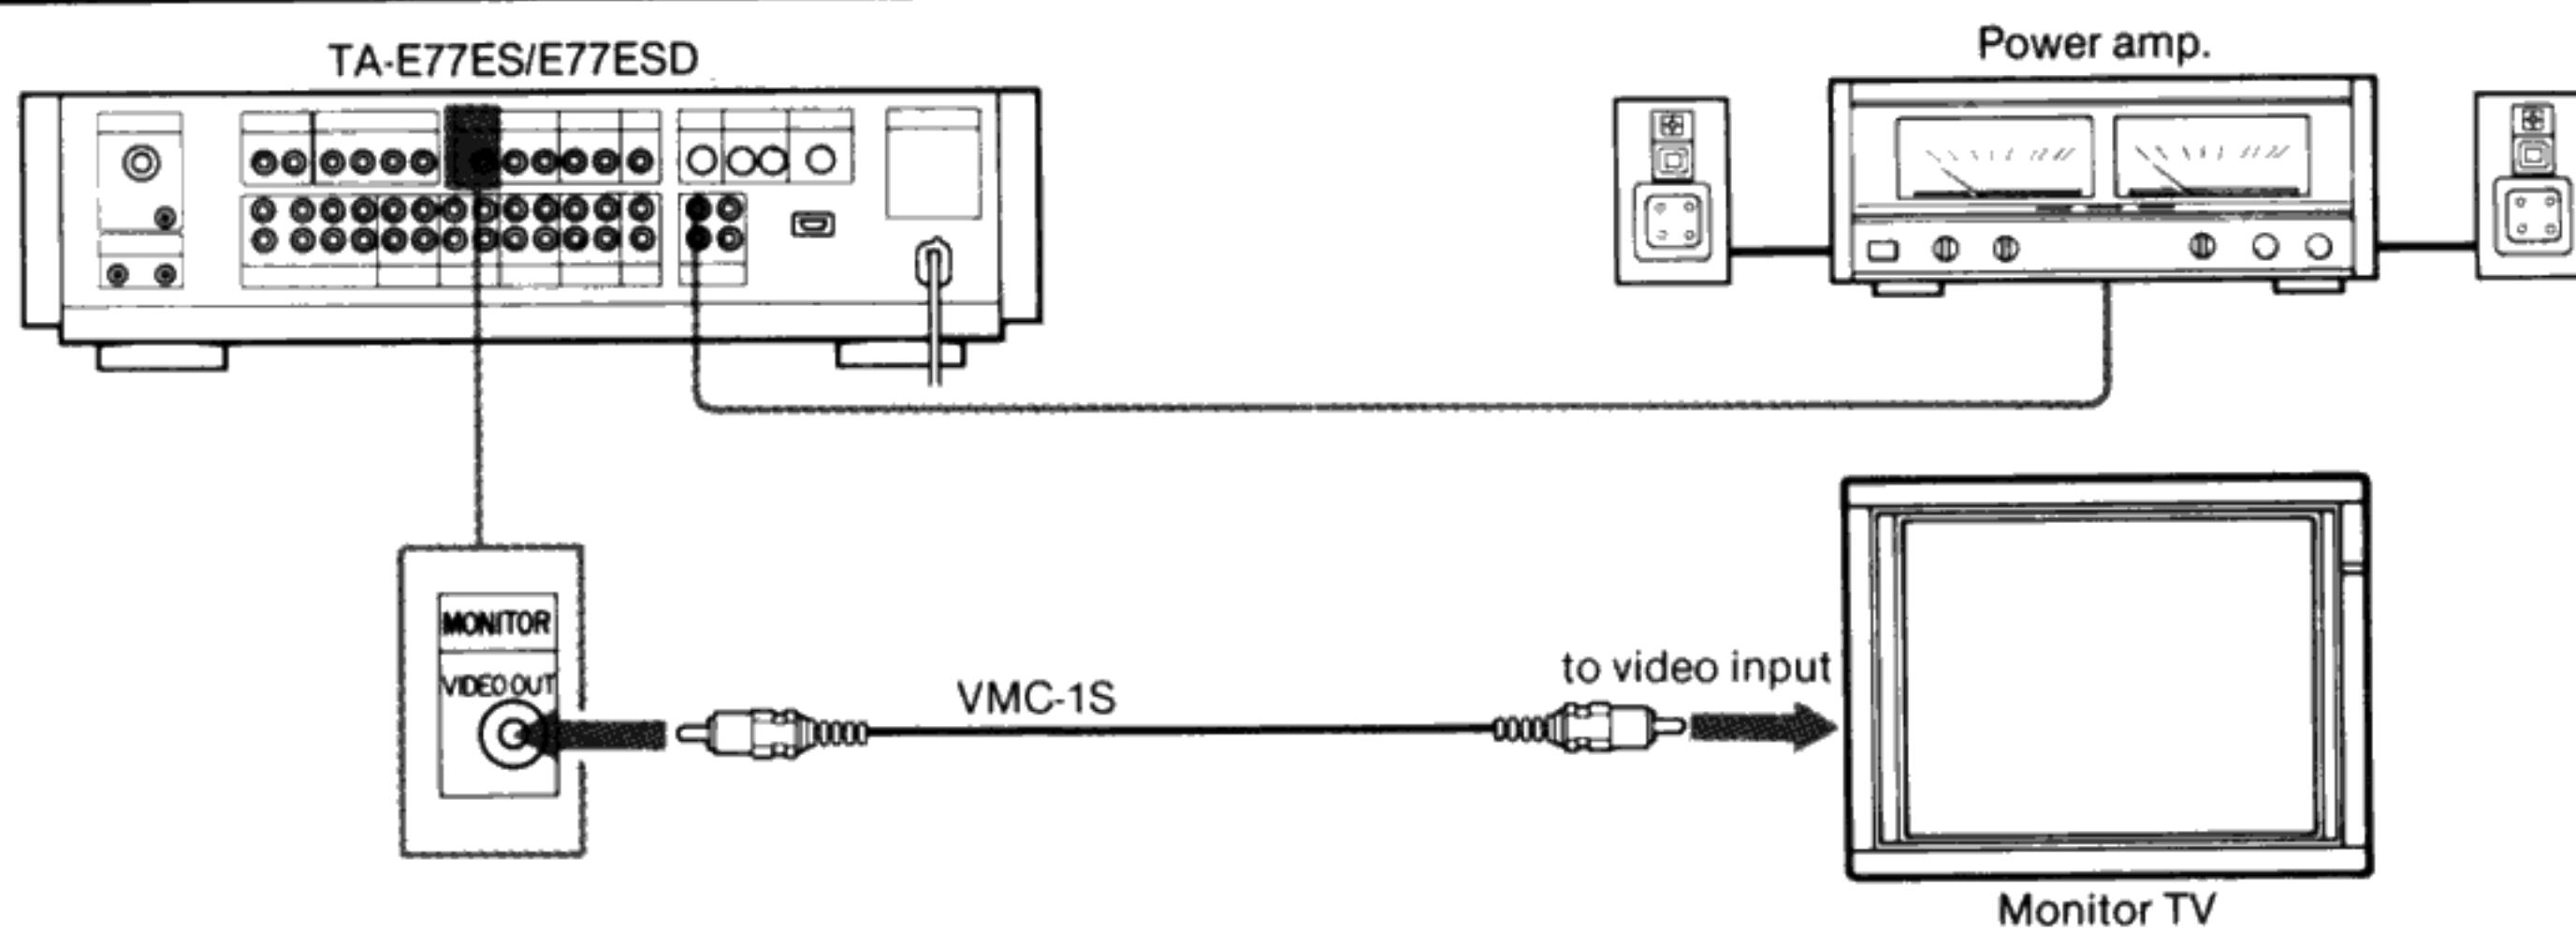 TA-E77ES/E77ESD
Power amp.
MONITOR
VIDEO OUT
VMC-1S
to video input
Monitor TV